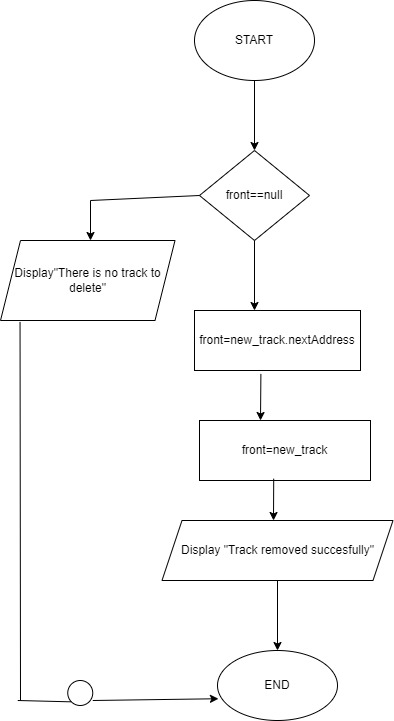 START
front==null
Display"There is no track to
delete"
front=new_track.nextAddress
front=new_track
Display "Track removed succesfully"
END